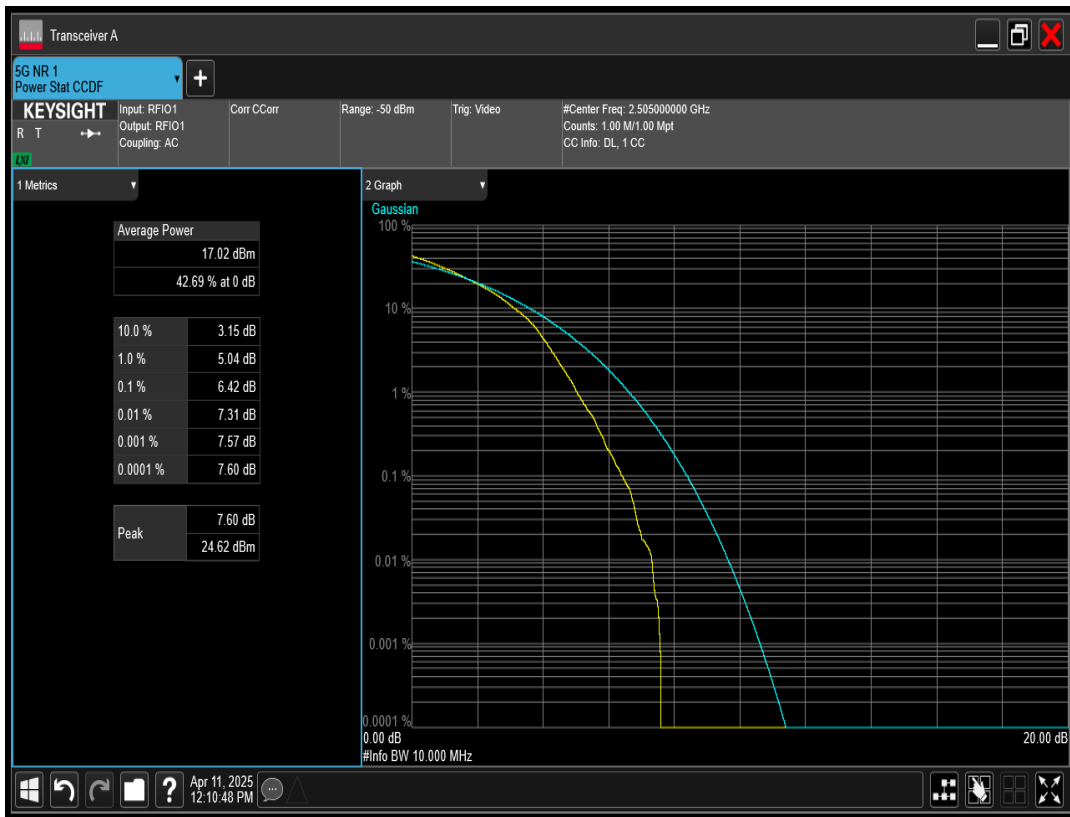 Transceiver A
5G NR 1
Power Stat CCDF
+
KEYSIGHT
R T
LXI
Input: RFIO1
Output: RFIO1
Coupling: AC
Corr CCorr
Range: -50 dBm
Trig: Video
#Center Freq: 2.505000000 GHz
Counts: 1.00 M/1.00 Mpt
CC Info: DL, 1 CC
1 Metrics
Average Power
17.02 dBm
42.69 % at 0 dB
10.0 % 3.15 dB
1.0 % 5.04 dB
0.1 % 6.42 dB
0.01 % 7.31 dB
0.001 % 7.57 dB
0.0001 % 7.60 dB
Peak
7.60 dB
24.62 dBm
2 Graph
Gaussian
100 %
10 %
1 %
0.1 %
0.01 %
0.001 %
0.0001 %
0.00 dB 20.00 dB
#Info BW 10.000 MHz
?
Apr 11, 2025
12:10:48 PM